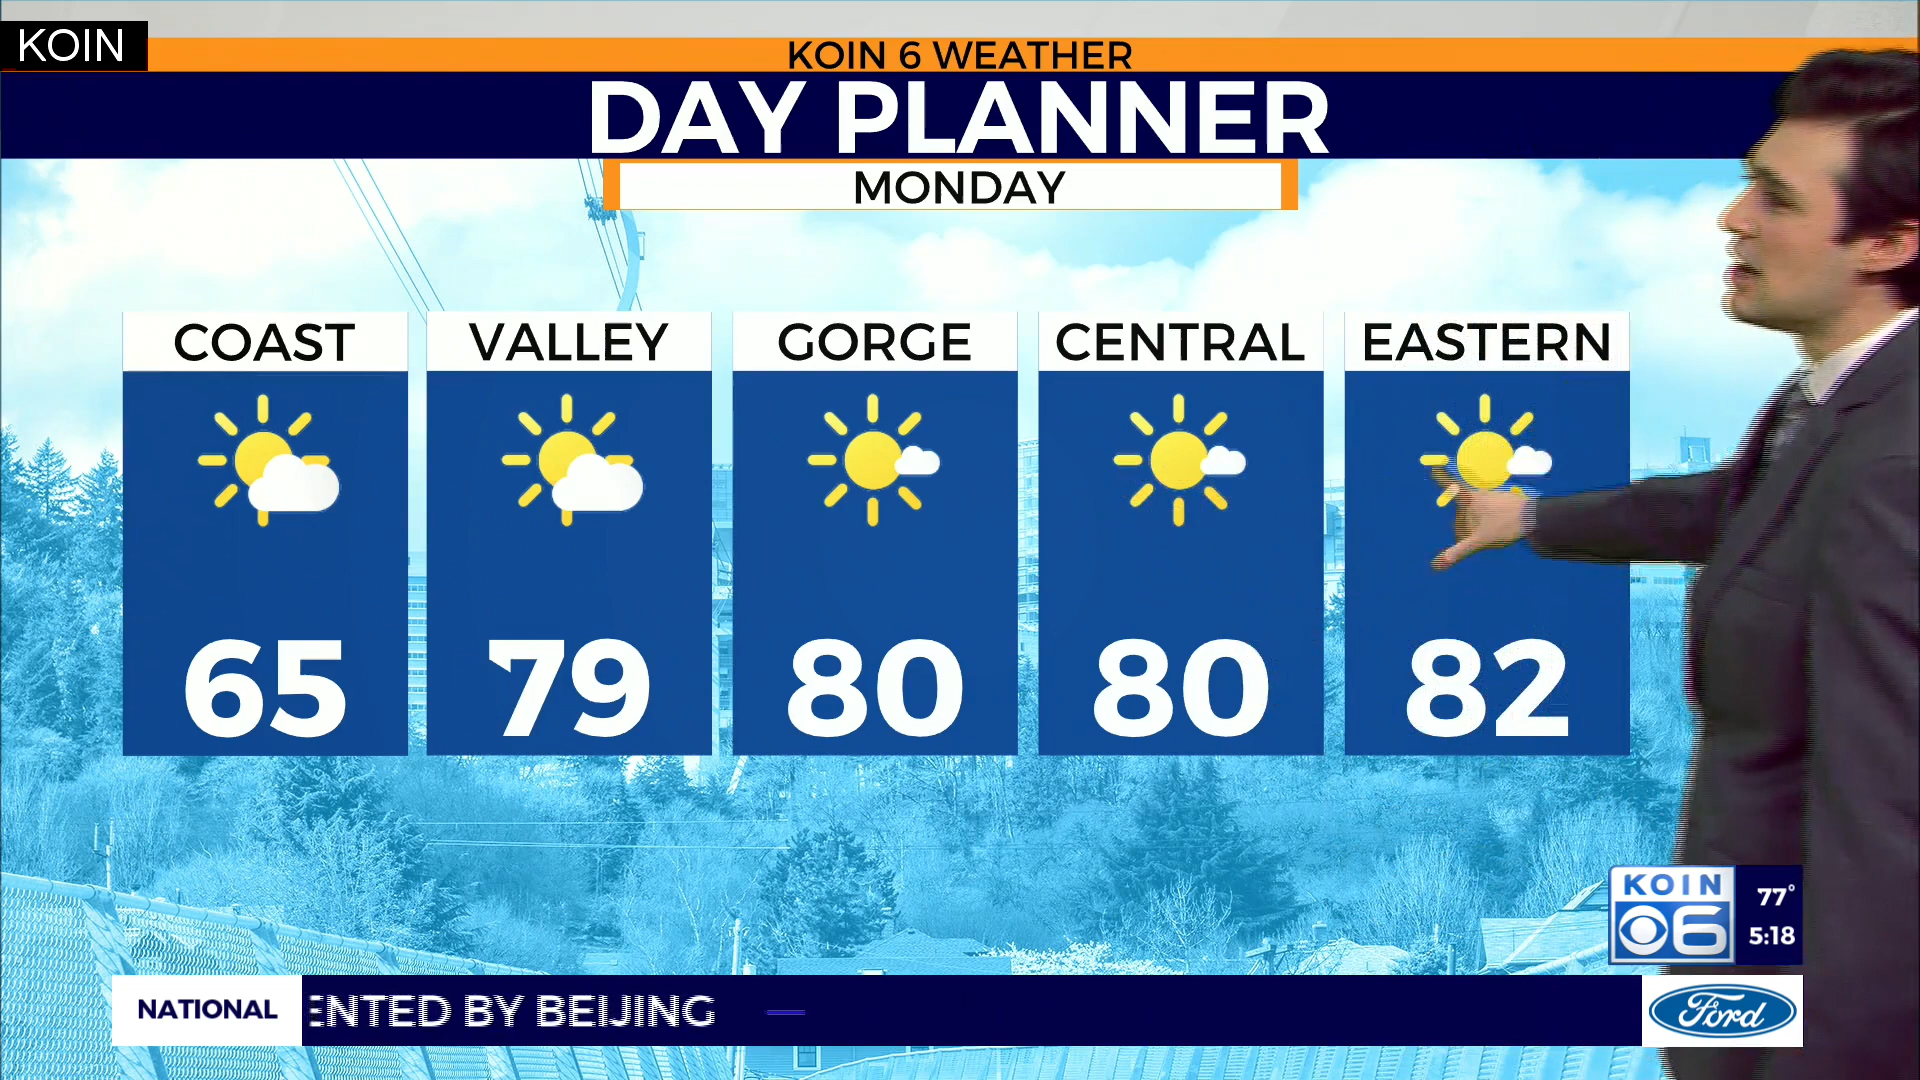 KOIN
KOIN 6 WEATHER
DAY PLANNER
MONDAY
COAST
VALLEY
GORGE
CENTRAL
EASTERN
65
79
80
80
82
KOIN
6
77°
5:18
NATIONAL
ENTED BY BEIJING
Ford